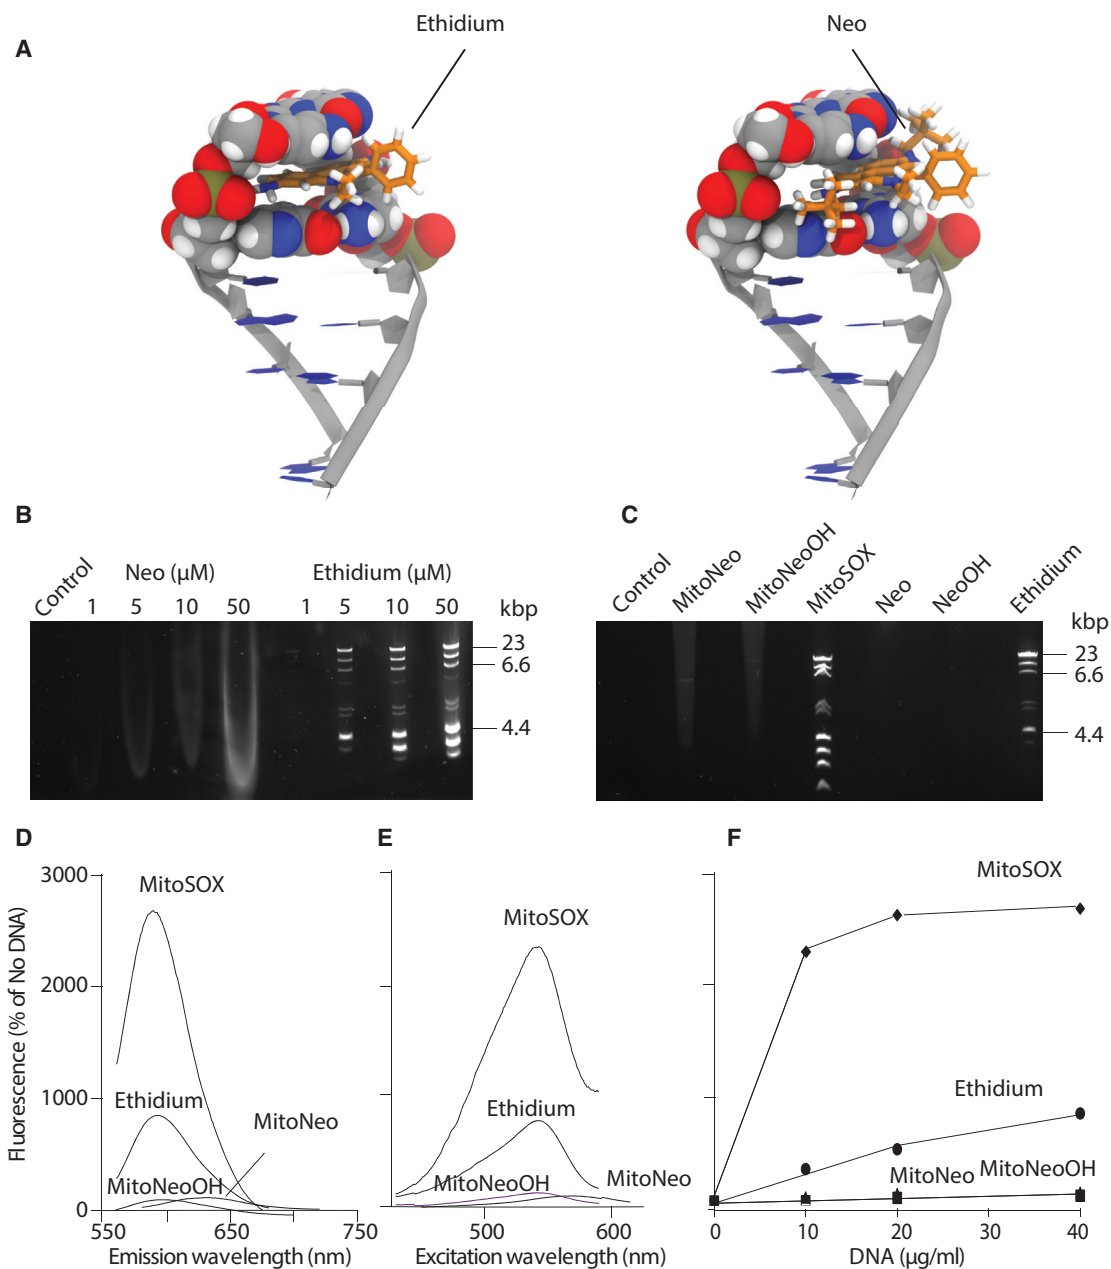 A
Ethidium
Neo
B
Control
Neo (µM)
Ethidium (µM)
1 5 10 50 1 5 10 50 kbp
23
6.6
4.4
C
Control
MitoNeo
MitoNeoOH
MitoSOX
Neo
NeoOH
Ethidium
kbp
23
6.6
4.4
D
Fluorescence (% of No DNA)
3000
2000
1000
0
MitoSOX
Ethidium
MitoNeo
MitoNeoOH
550 650 750
Emission wavelength (nm)
E
MitoSOX
Ethidium
MitoNeoOH
MitoNeo
500 600
Excitation wavelength (nm)
F
MitoSOX
Ethidium
MitoNeo
MitoNeoOH
0 10 20 30 40
DNA (µg/ml)